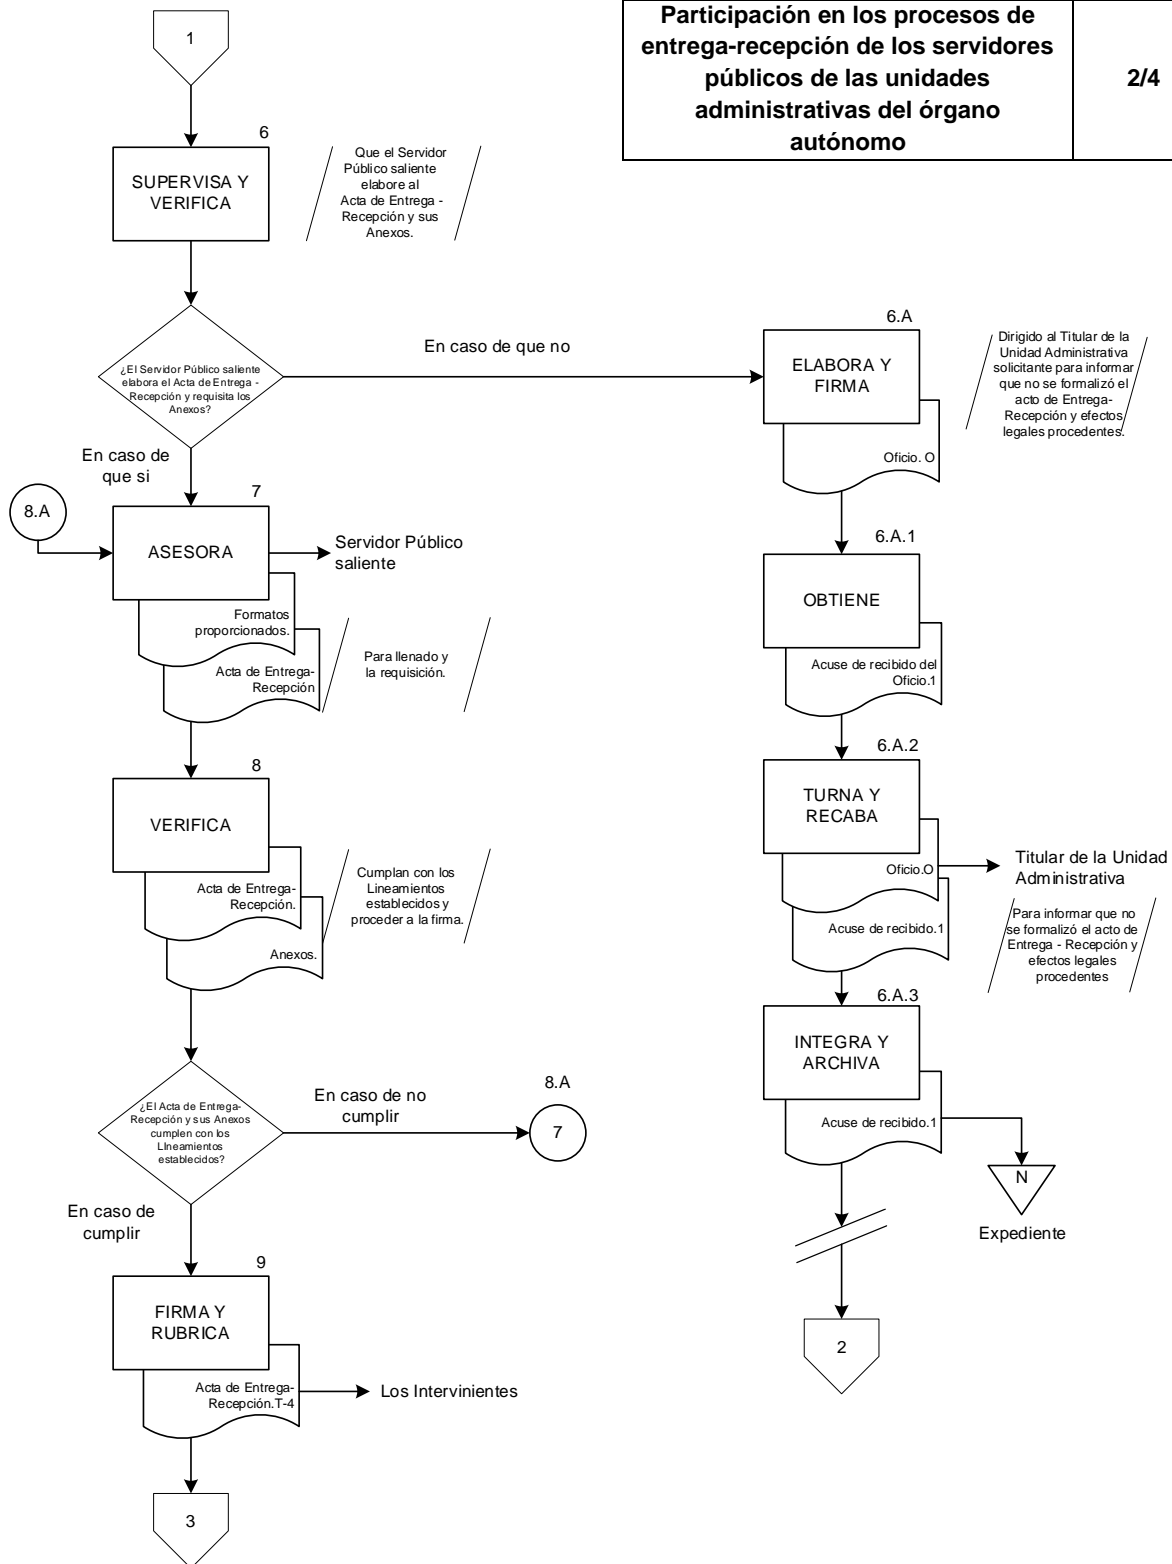 Participación en los procesos de
entrega-recepción de los servidores
públicos de las unidades
administrativas del órgano
autónomo
2/4
1
6
SUPERVISA Y
VERIFICA
Que el Servidor
Público saliente
elabore al
Acta de Entrega -
Recepción y sus
Anexos.
¿El Servidor Público saliente
elabora el Acta de Entrega -
Recepción y requisita los
Anexos?
En caso de que no
En caso de
que si
8.A
7
ASESORA
Servidor Público
saliente
Formatos
proporcionados.
Acta de Entrega-
Recepción
Para llenado y
la requisición.
8
VERIFICA
Acta de Entrega-
Recepción.
Anexos.
Cumplan con los
Lineamientos
establecidos y
proceder a la firma.
¿El Acta de Entrega-
Recepción y sus Anexos
cumplen con los
LIneamientos
establecidos?
En caso de no
cumplir
8.A
7
En caso de
cumplir
9
FIRMA Y
RUBRICA
Acta de Entrega-
Recepción.T-4
Los Intervinientes
3
6.A
ELABORA Y
FIRMA
Oficio. O
Dirigido al Titular de la
Unidad Administrativa
solicitante para informar
que no se formalizó el
acto de Entrega-
Recepción y efectos
legales procedentes.
6.A.1
OBTIENE
Acuse de recibido del
Oficio.1
6.A.2
TURNA Y
RECABA
Oficio.O
Acuse de recibido.1
Titular de la Unidad
Administrativa
Para informar que no
se formalizó el acto de
Entrega - Recepción y
efectos legales
procedentes
6.A.3
INTEGRA Y
ARCHIVA
Acuse de recibido.1
N
Expediente
2